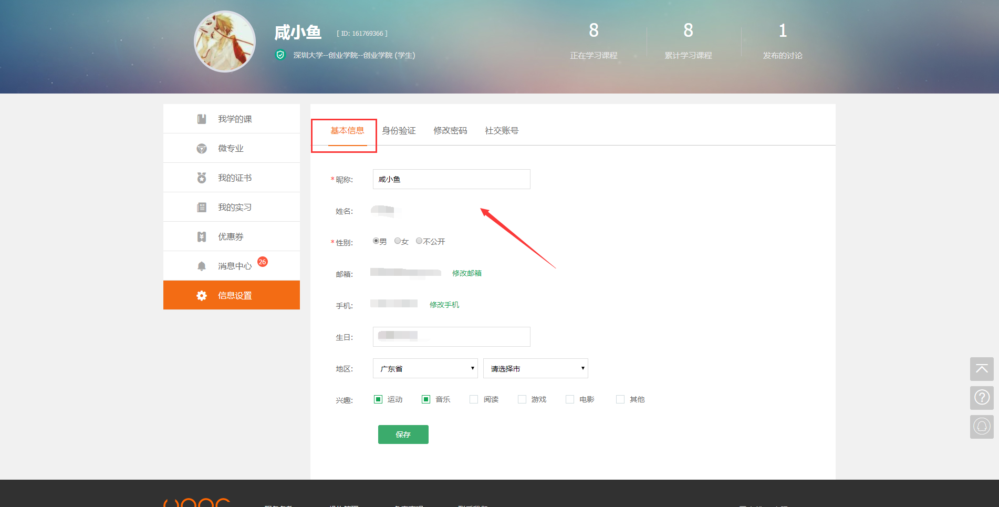 咸小鱼 [ ID: 161769366 ]
深圳大学--创业学院--创业学院 (学生)
8 8 1
正在学习课程 累计学习课程 发布的讨论
我学的课
微专业
我的证书
我的实习
优惠券
消息中心 26
信息设置
基本信息 身份验证 修改密码 社交账号
*昵称: 咸小鱼
姓名:
*性别: 男 女 不公开
邮箱: 修改邮箱
手机: 修改手机
生日:
地区: 广东省 请选择市
兴趣: 运动 音乐 阅读 游戏 电影 其他
保存